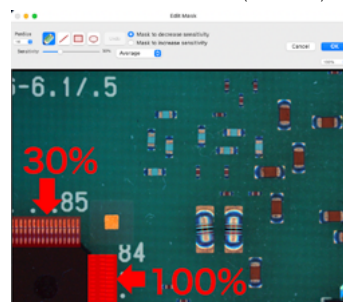 Edit Mask
Mask to decrease sensitivity
Mask to increase sensitivity
Sensitivity
50%
Average
Cancel
OK
-6.1/.5
30%
85
84
100%